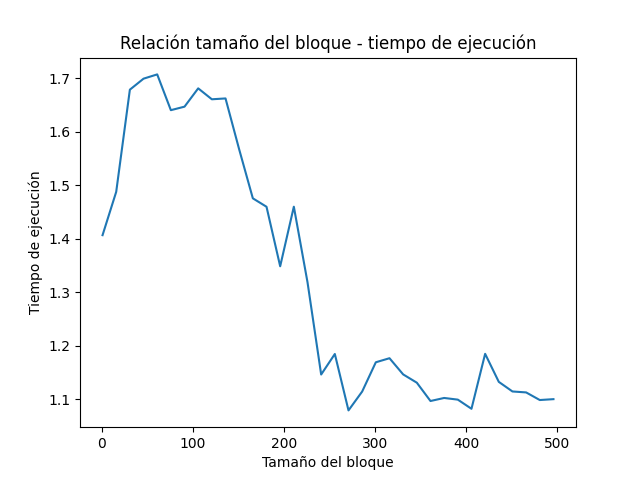 Relación tamaño del bloque - tiempo de ejecución
1.7
1.6
1.5
1.4
1.3
1.2
1.1
Tiempo de ejecución
0 100 200 300 400 500
Tamaño del bloque